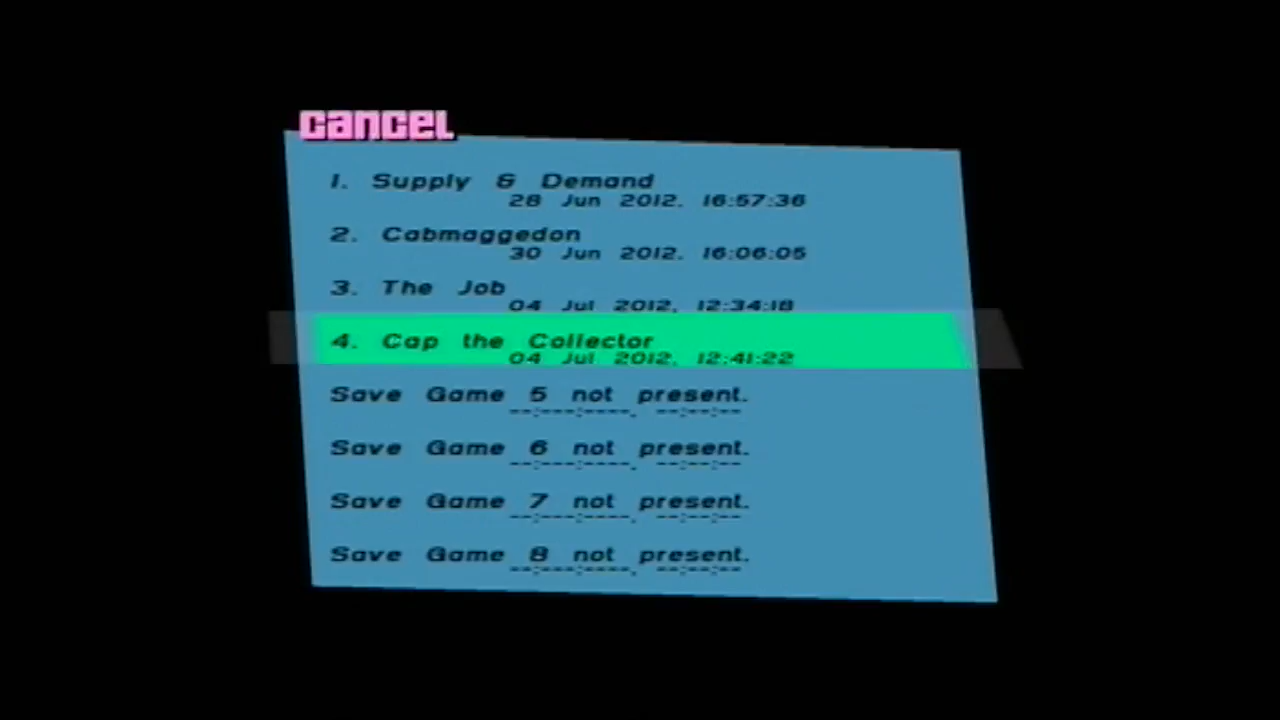 cancel
1. Supply & Demand
28 Jun 2012. 16:57:36
2. Cabmaggedon
30 Jun 2012. 16:06:05
3. The Job
04 Jul 2012, 12:34:18
4. Cap the Collector
04 Jul 2012, 12:41:22
Save Game 5 not present.
--:---:----. --:--:--
Save Game 6 not present.
--:---:----. --:--:--
Save Game 7 not present.
--:---:----. --:--:--
Save Game 8 not present.
--:---:----. --:--:--